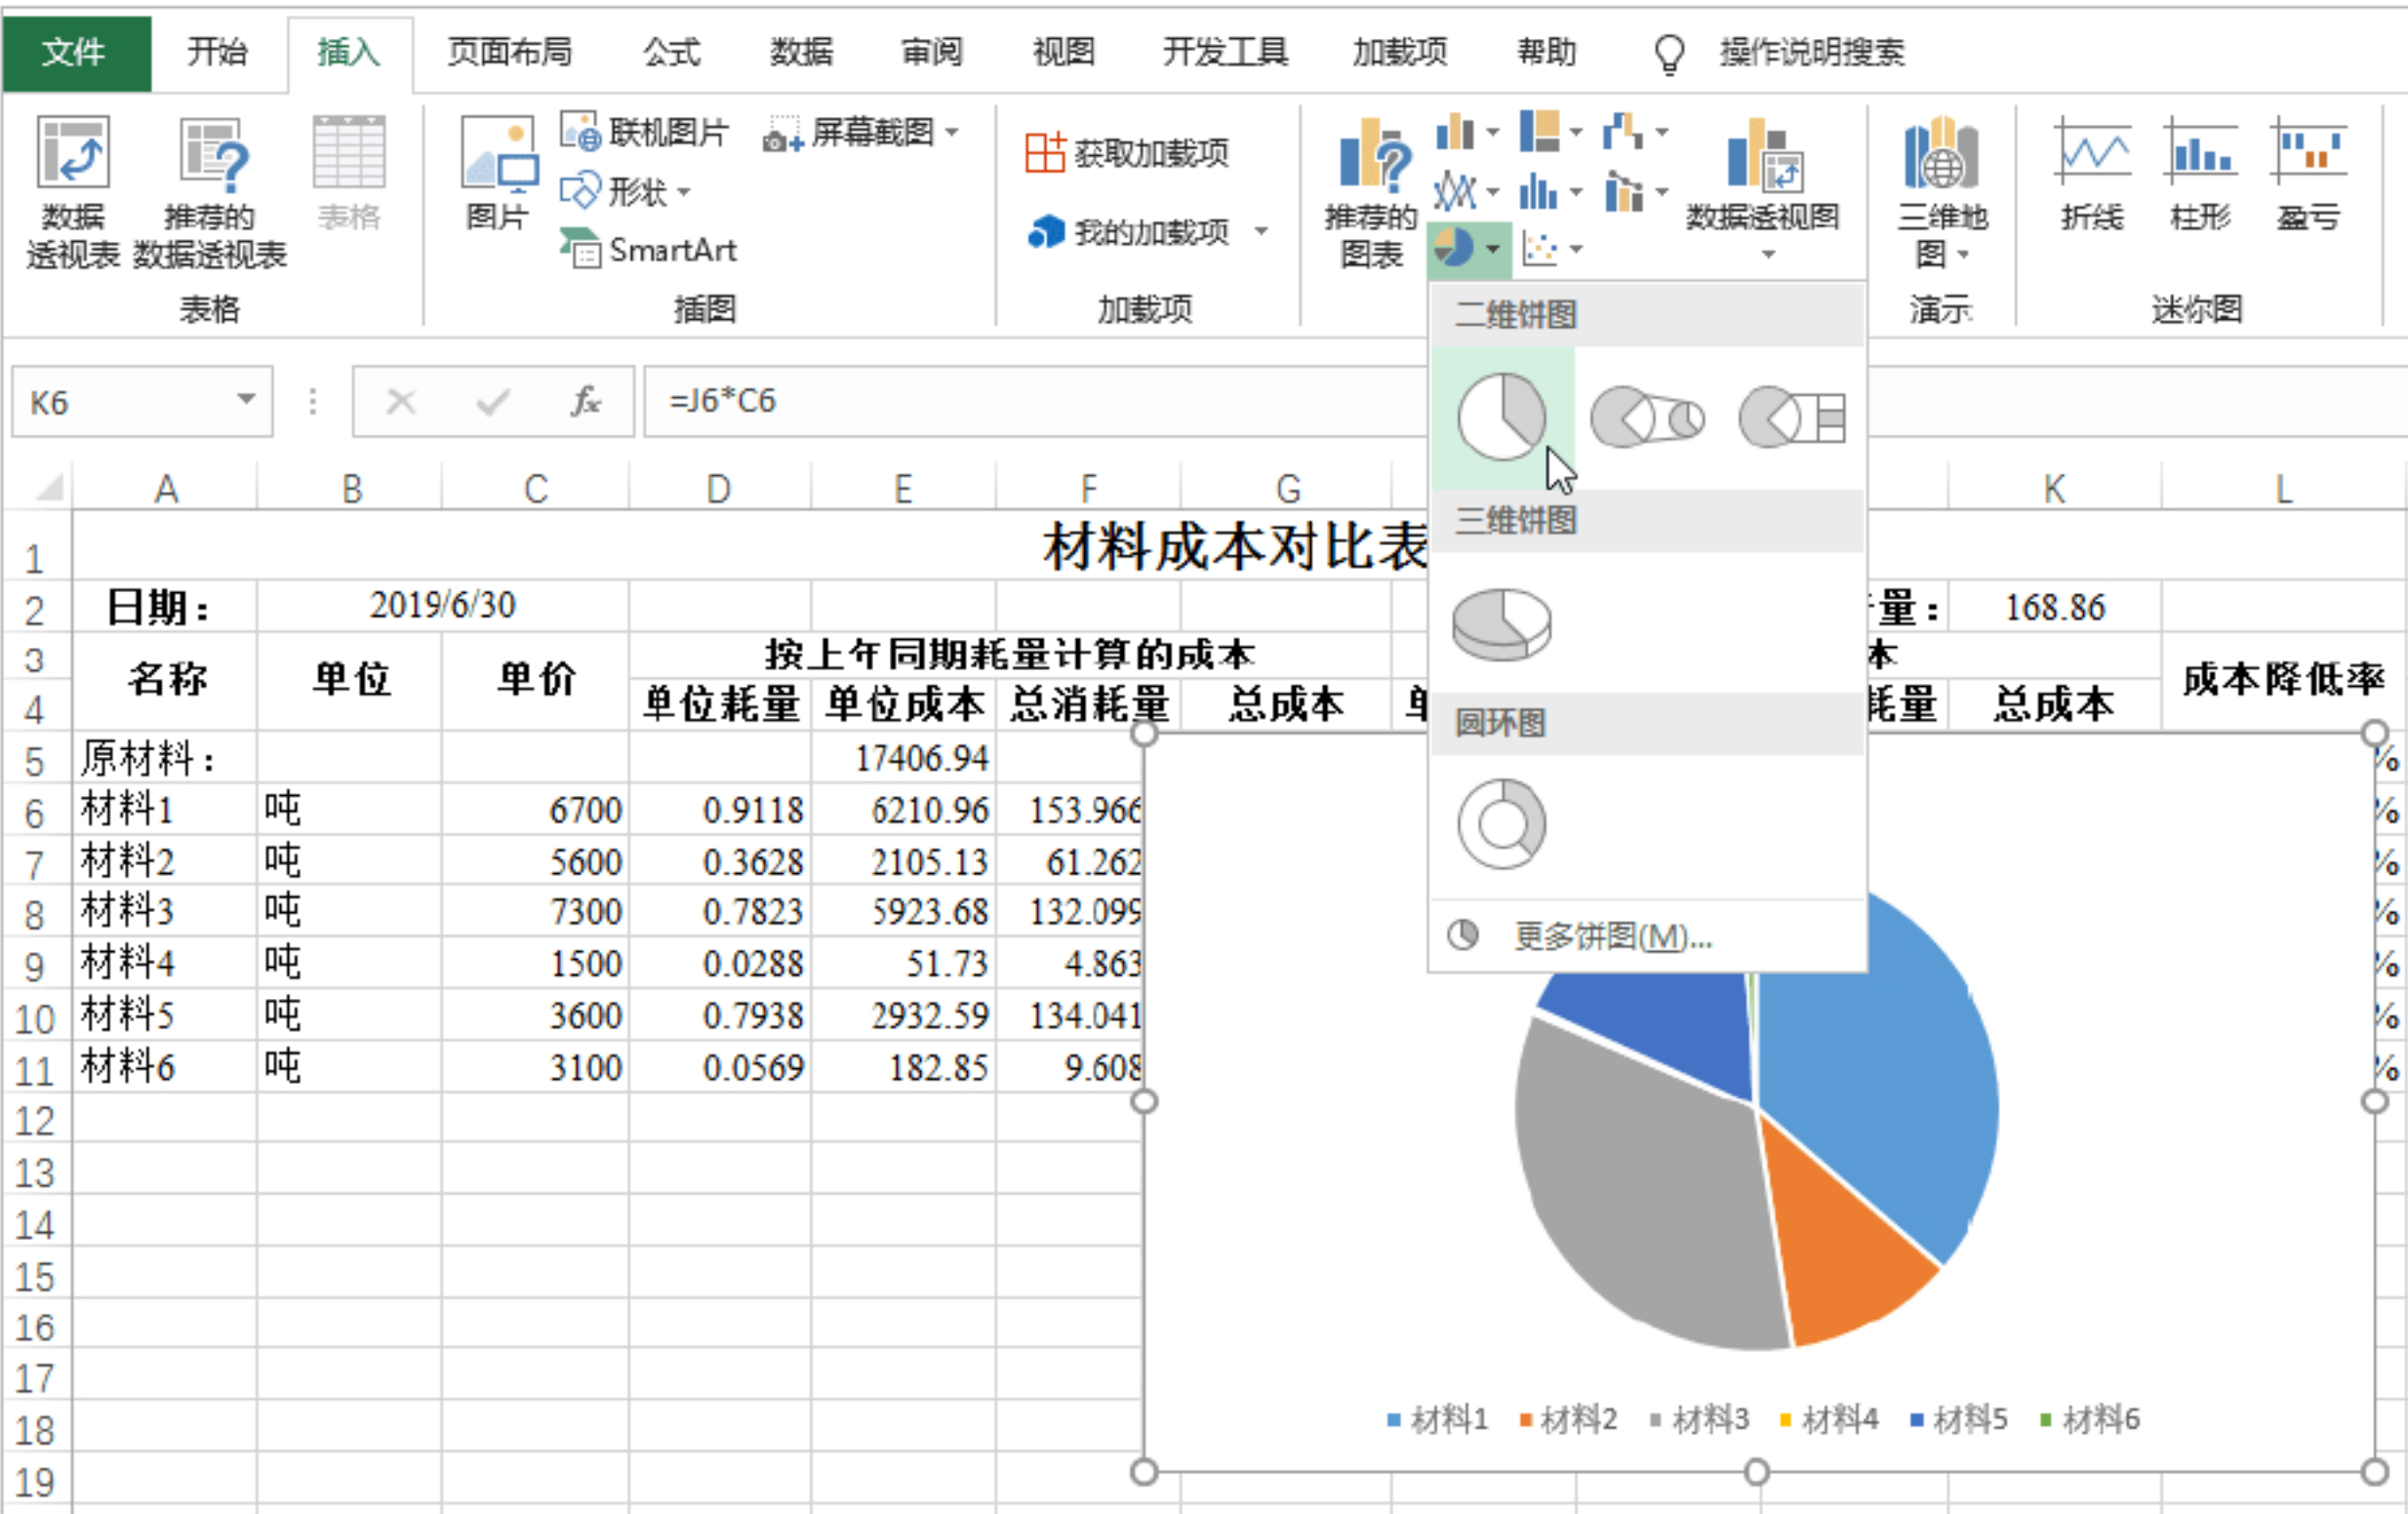 文件 开始 插入 页面布局 公式 数据 审阅 视图 开发工具 加载项 帮助 操作说明搜索
数据透视表 推荐的数据透视表 表格 图片 联机图片 屏幕截图 形状 SmartArt 获取加载项 我的加载项 推荐的图表 数据透视图 三维地图 折线 柱形 盈亏
表格 插图 加载项 演示 迷你图
二维饼图
三维饼图
圆环图
更多饼图(M)...
K6 fx =J6*C6
A B C D E F G K L
1 材料成本对比表
2 日期： 2019/6/30 量： 168.86
3 名称 单位 单价 按上年同期耗量计算的成本 本 成本降低率
4 单位耗量 单位成本 总消耗量 总成本 耗量 总成本
5 原材料： 17406.94 %
6 材料1 吨 6700 0.9118 6210.96 153.966 %
7 材料2 吨 5600 0.3628 2105.13 61.262 %
8 材料3 吨 7300 0.7823 5923.68 132.099 %
9 材料4 吨 1500 0.0288 51.73 4.863 %
10 材料5 吨 3600 0.7938 2932.59 134.041 %
11 材料6 吨 3100 0.0569 182.85 9.608 %
12
13
14
15
16
17
18
19
材料1 材料2 材料3 材料4 材料5 材料6